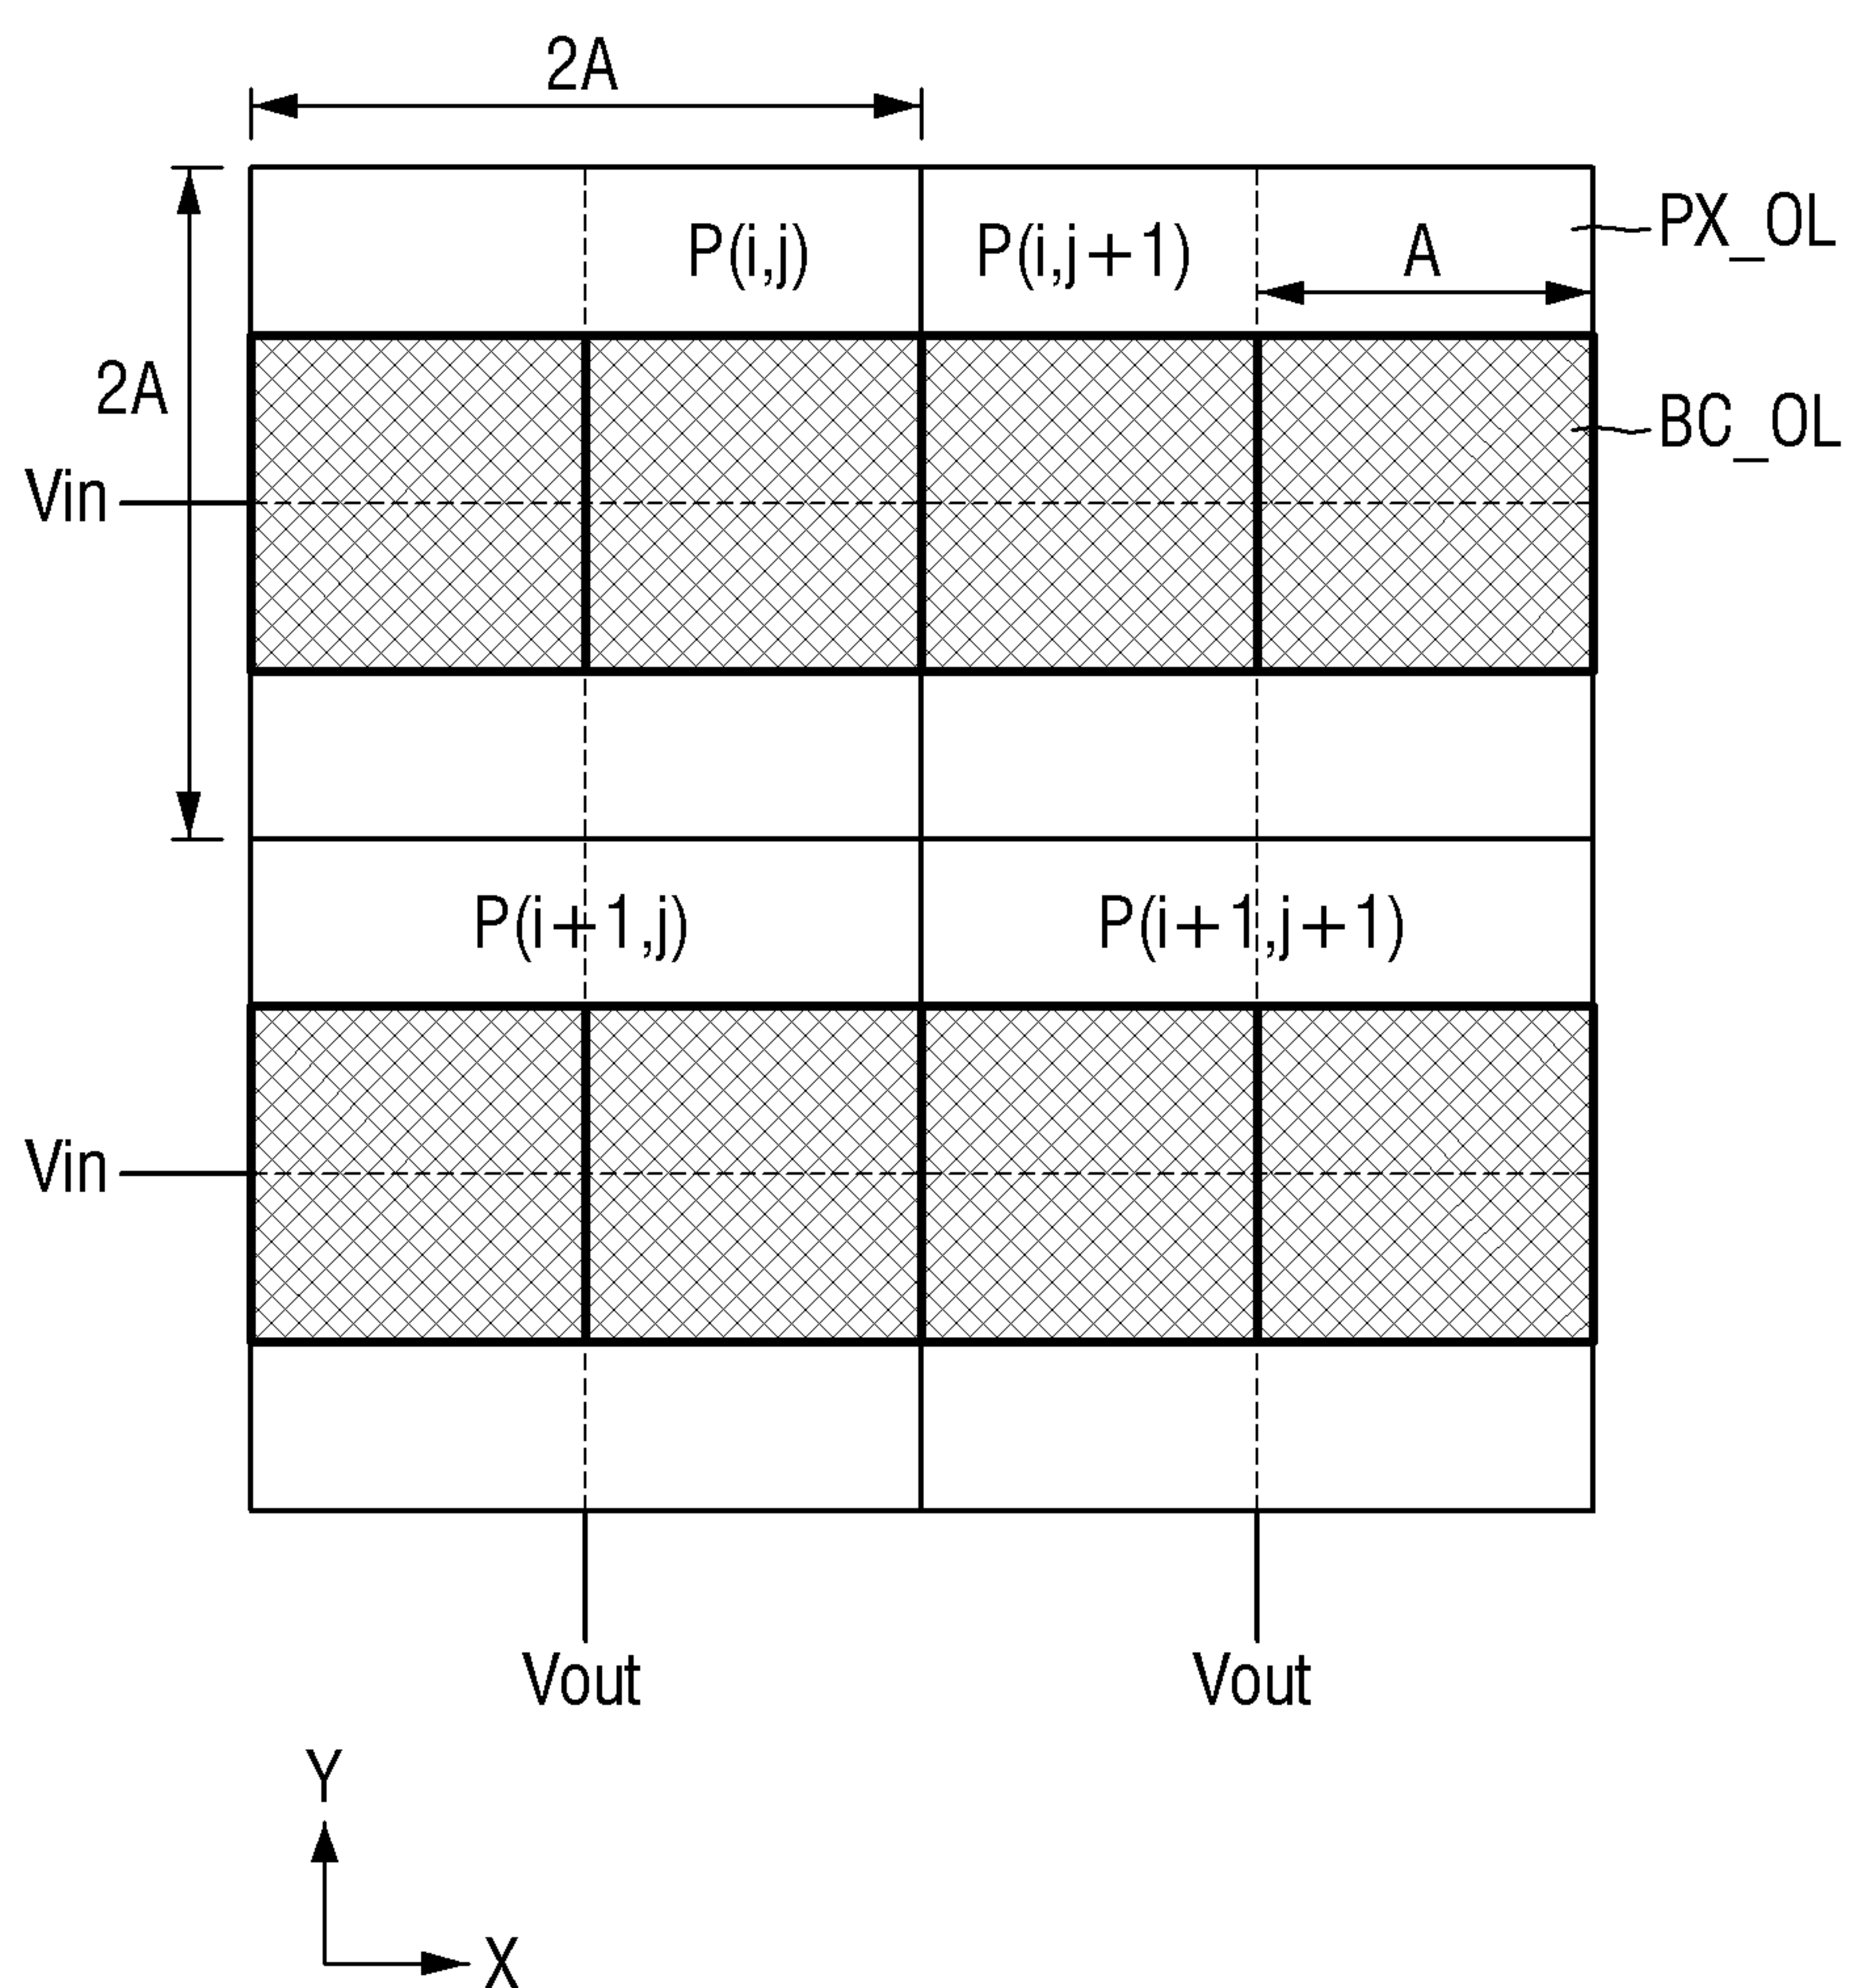 2A
P(i,j)
P(i,j+1)
A
PX_OL
2A
BC_OL
Vin
P(i+1,j)
P(i+1,j+1)
Vin
Vout
Vout
Y
X